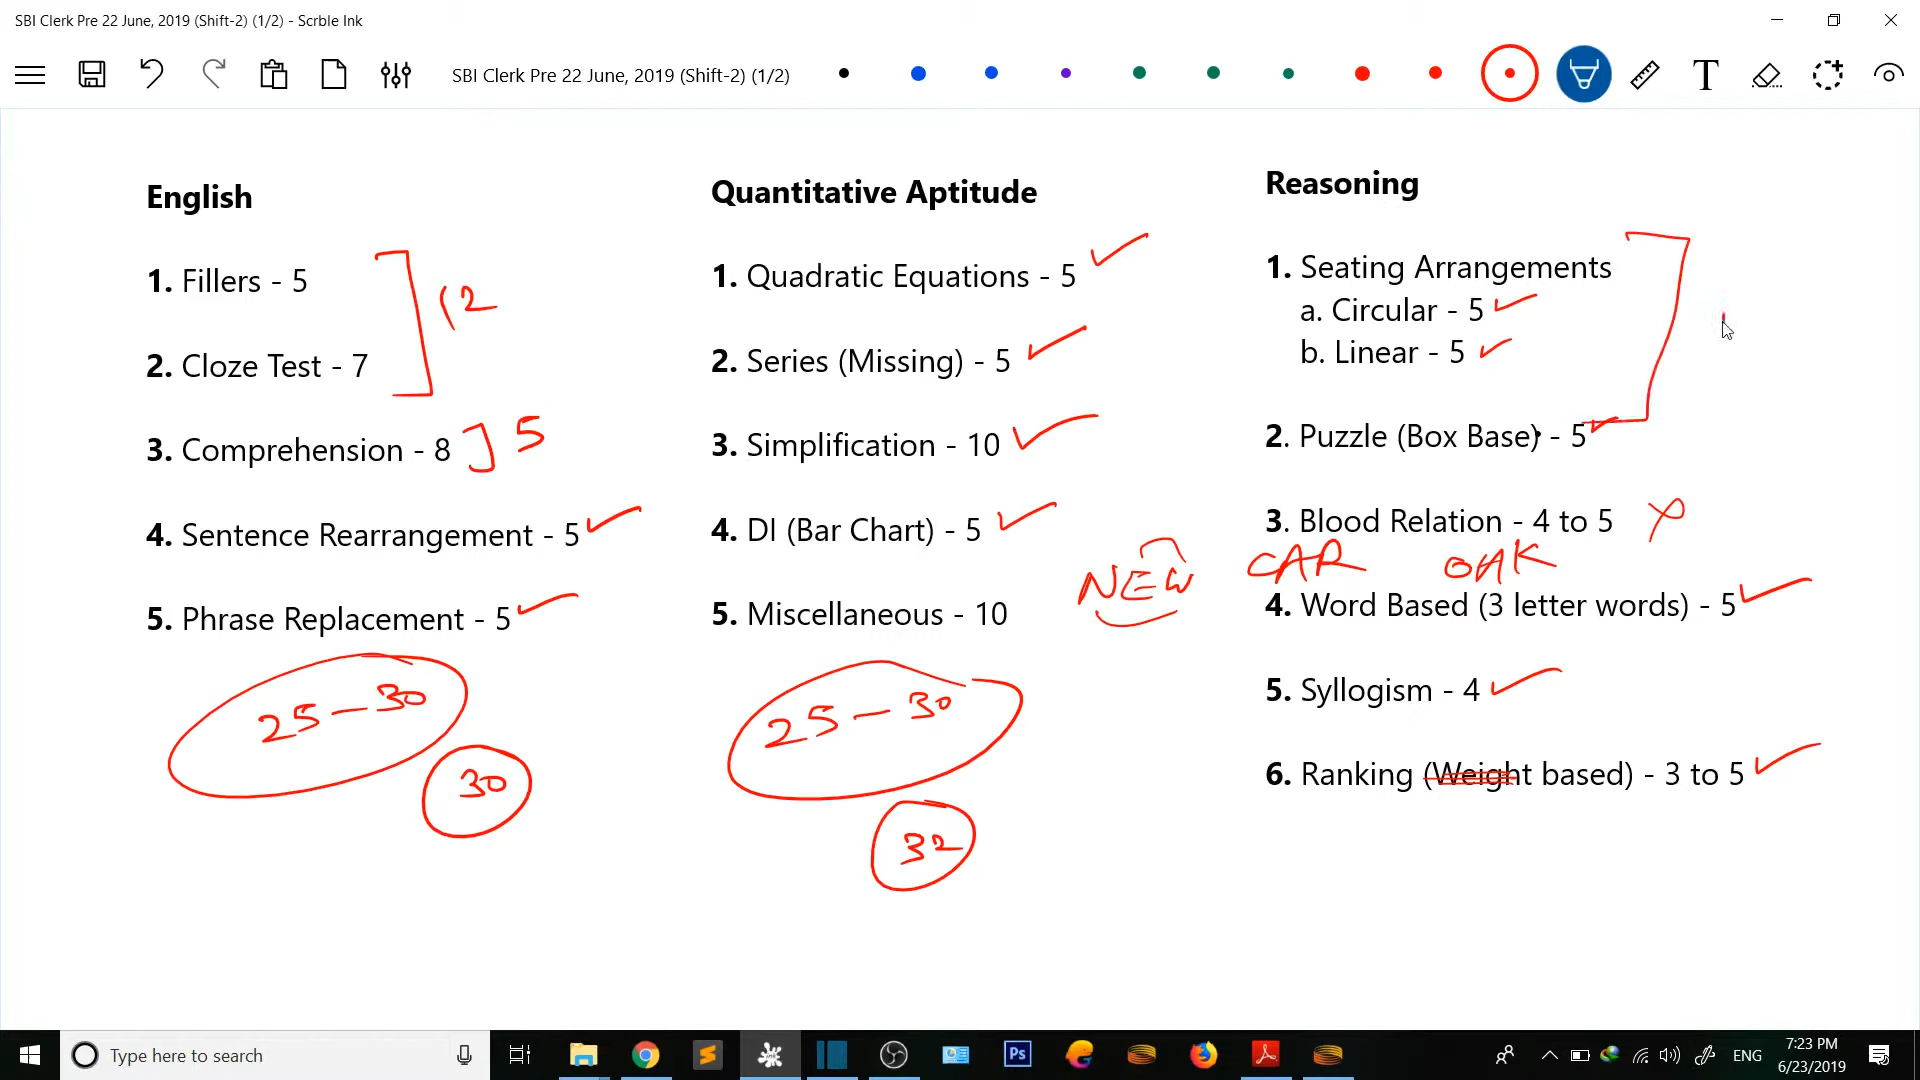 SBI Clerk Pre 22 June, 2019 (Shift-2) (1/2) - Scrble Ink
SBI Clerk Pre 22 June, 2019 (Shift-2) (1/2)
T
English
1. Fillers - 5
2. Cloze Test - 7
12
3. Comprehension - 8
5
4. Sentence Rearrangement - 5
5. Phrase Replacement - 5
25 - 30
30
Quantitative Aptitude
1. Quadratic Equations - 5
2. Series (Missing) - 5
3. Simplification - 10
4. DI (Bar Chart) - 5
5. Miscellaneous - 10
25 - 30
32
Reasoning
1. Seating Arrangements
a. Circular - 5
b. Linear - 5
2. Puzzle (Box Base) - 5
3. Blood Relation - 4 to 5
NEW CAR OAK
4. Word Based (3 letter words) - 5
5. Syllogism - 4
6. Ranking (Weight based) - 3 to 5
Type here to search
Ps
ENG
7:23 PM
6/23/2019